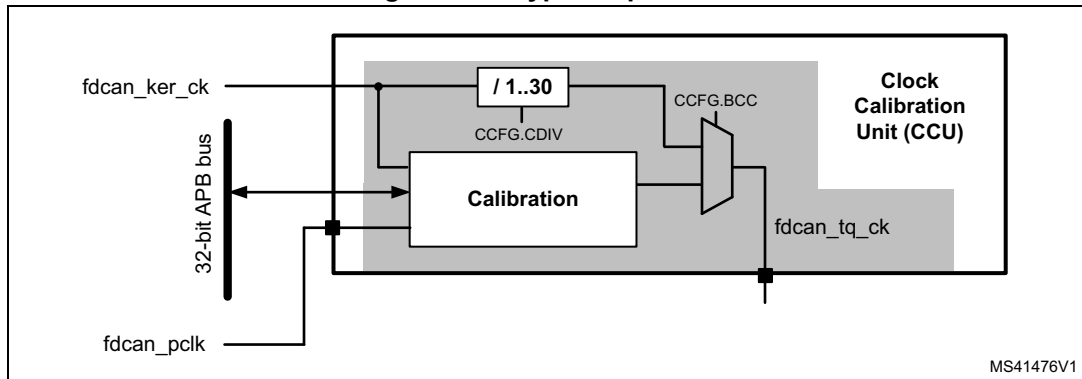 fdcan_ker_ck
/ 1..30
CCFG.CDIV
CCFG.BCC
Clock
Calibration
Unit (CCU)
32-bit APB bus
Calibration
fdcan_tq_ck
fdcan_pclk
MS41476V1